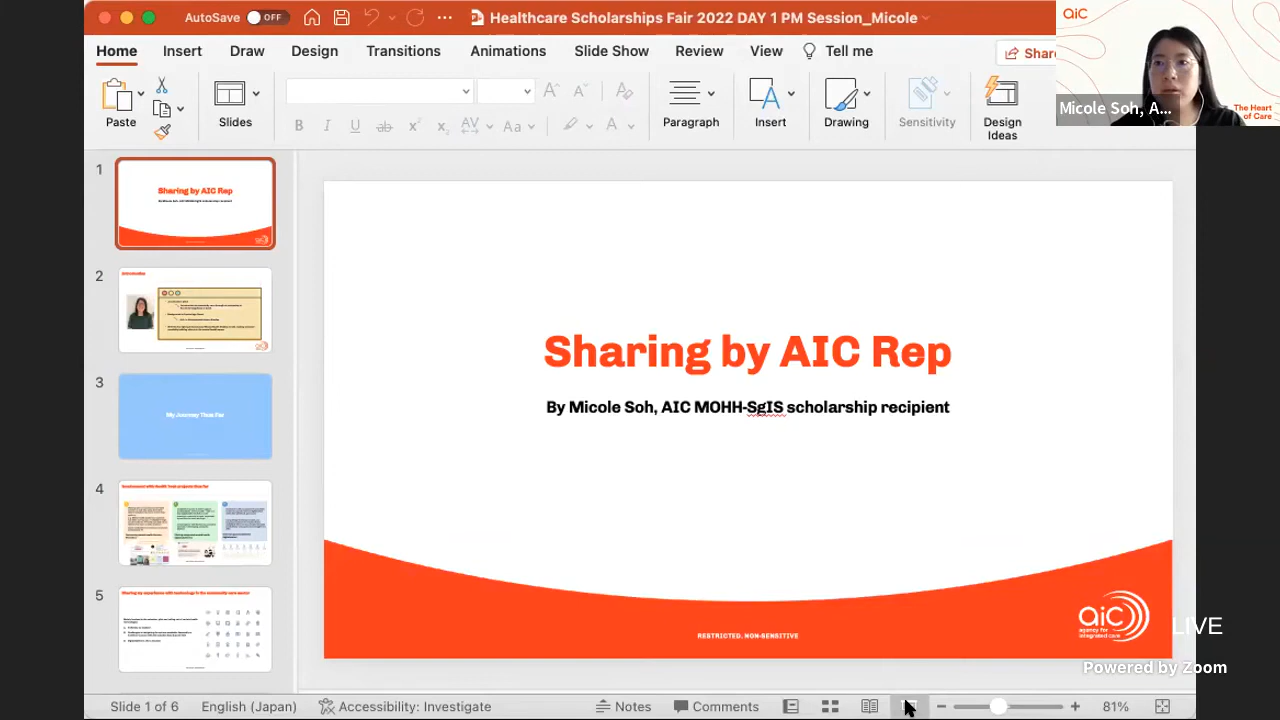 AutoSave OFF
Healthcare Scholarships Fair 2022 DAY 1 PM Session_Micole
Home Insert Draw Design Transitions Animations Slide Show Review View Tell me
Share
Paste Slides Paragraph Insert Drawing Sensitivity Design
Ideas
aic
Micole Soh, A...
The Heart
of Care
1
Sharing by AIC Rep
2
Introduction
3
My Journey Thus Far
4
5
Sharing by AIC Rep
By Micole Soh, AIC MOHH-SgIS scholarship recipient
RESTRICTED, NON-SENSITIVE
aic
agency for
integrated care
LIVE
Powered by Zoom
Slide 1 of 6 English (Japan) Accessibility: Investigate Notes Comments 81%